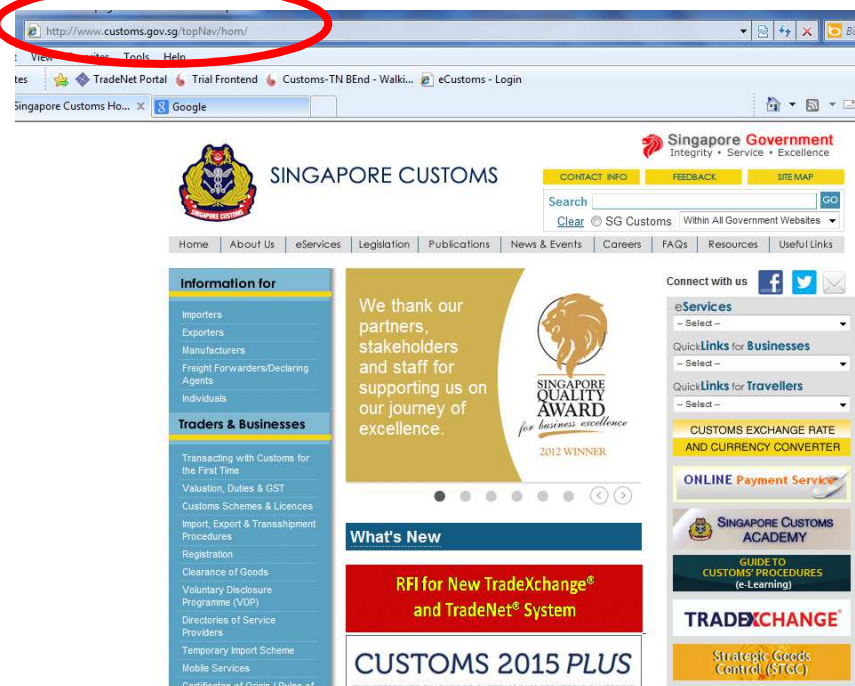 http://www.customs.gov.sg/topNav/hom/
View Favorites Tools Help
tes TradeNet Portal Trial Frontend Customs-TN BEnd - Walki... eCustoms - Login
Singapore Customs Ho... Google
SINGAPORE CUSTOMS
SINGAPORE CUSTOMS
Singapore Government
Integrity • Service • Excellence
CONTACT INFO FEEDBACK SITE MAP
Search GO
Clear SG Customs Within All Government Websites
Home About Us eServices Legislation Publications News & Events Careers FAQs Resources Useful Links
Information for
Importers
Exporters
Manufacturers
Freight Forwarders/Declaring
Agents
Individuals
Traders & Businesses
Transacting with Customs for
the First Time
Valuation, Duties & GST
Customs Schemes & Licences
Import, Export & Transshipment
Procedures
Registration
Clearance of Goods
Voluntary Disclosure
Programme (VDP)
Directories of Service
Providers
Temporary Import Scheme
Mobile Services
Certificates of Origin / Rules of
We thank our
partners,
stakeholders
and staff for
supporting us on
our journey of
excellence.
SINGAPORE
QUALITY
AWARD
for business excellence
2012 WINNER
What's New
RFI for New TradeXchange®
and TradeNet® System
CUSTOMS 2015 PLUS
Connect with us
eServices
-- Select --
QuickLinks for Businesses
-- Select --
QuickLinks for Travellers
-- Select --
CUSTOMS EXCHANGE RATE
AND CURRENCY CONVERTER
ONLINE Payment Service
SINGAPORE CUSTOMS
ACADEMY
GUIDE TO
CUSTOMS' PROCEDURES
(e-Learning)
TRADEXCHANGE®
Strategic Goods
Control (STGC)